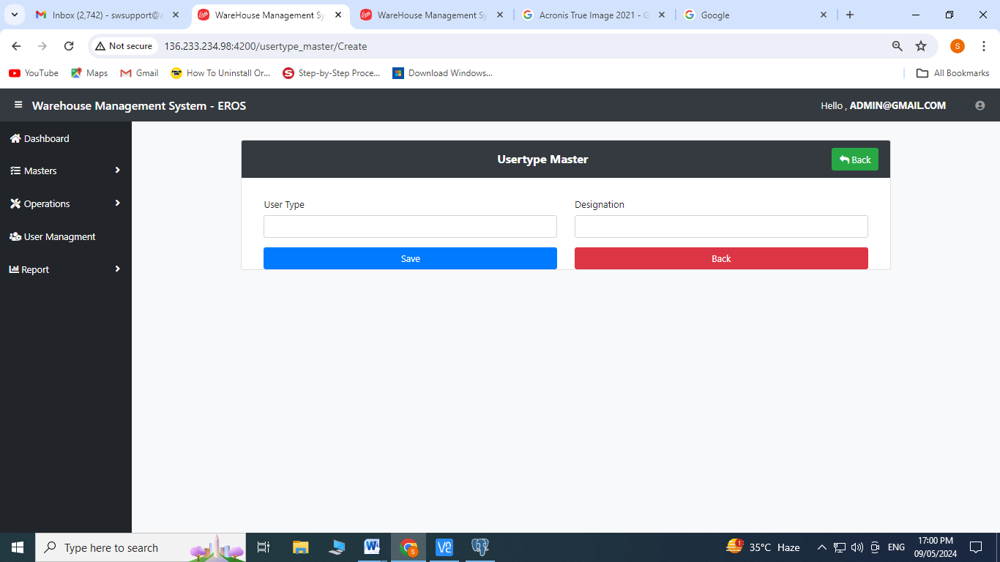 Inbox (2,742) - swsupport@a
WareHouse Management Sy
WareHouse Management Sy
Acronis True Image 2021 - G
Google
Not secure
136.233.234.98:4200/usertype_master/Create
S
YouTube
Maps
Gmail
How To Uninstall Or...
Step-by-Step Proce...
Download Windows...
All Bookmarks
Warehouse Management System - EROS
Hello , ADMIN@GMAIL.COM
Dashboard
Masters
Operations
User Managment
Report
Usertype Master
Back
User Type
Designation
Save
Back
Type here to search
1
35°C Haze
ENG
17:00 PM
09/05/2024